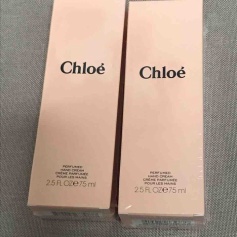 Chloé
PERFUMED
HAND CREAM
CRÈME PARFUMÉE
POUR LES MAINS
2.5 FL OZ℮75 ml
Chloé
PERFUMED
HAND CREAM
CRÈME PARFUMÉE
POUR LES MAINS
2.5 FL OZ℮75 ml